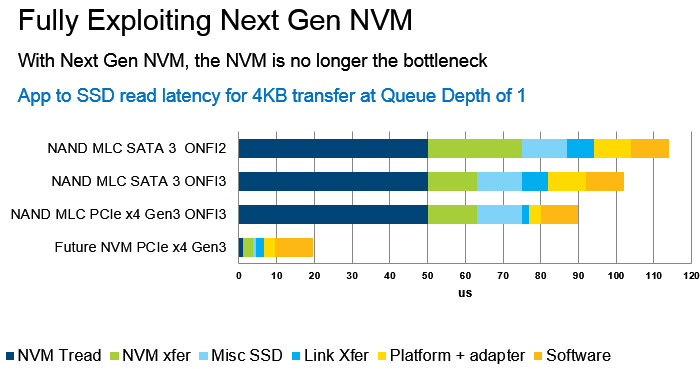 Fully Exploiting Next Gen NVM
With Next Gen NVM, the NVM is no longer the bottleneck
App to SSD read latency for 4KB transfer at Queue Depth of 1
NAND MLC SATA 3 ONFI2
NAND MLC SATA 3 ONFI3
NAND MLC PCIe x4 Gen3 ONFI3
Future NVM PCIe x4 Gen3
0 10 20 30 40 50 60 70 80 90 100 110 120
us
NVM Tread NVM xfer Misc SSD Link Xfer Platform + adapter Software